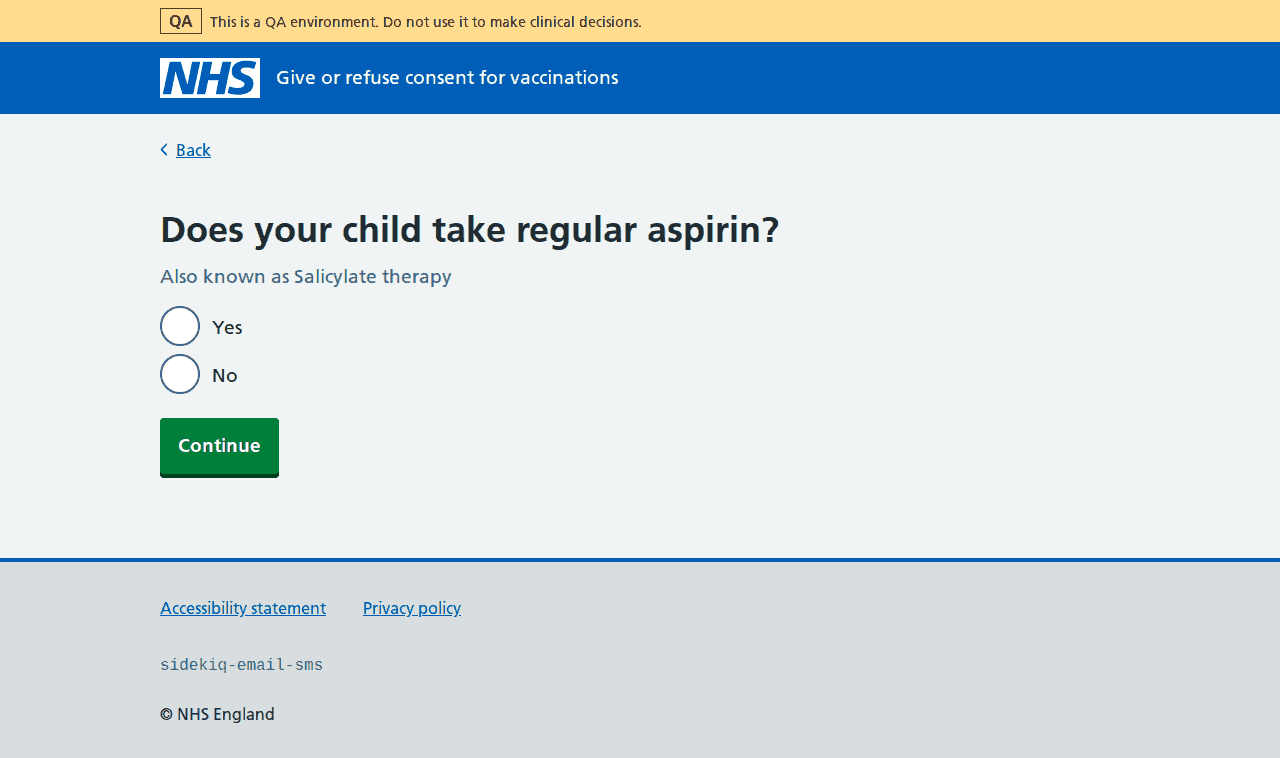 QA This is a QA environment. Do not use it to make clinical decisions.
NHS Give or refuse consent for vaccinations
Back
Does your child take regular aspirin?
Also known as Salicylate therapy
Yes
No
Continue
Accessibility statement Privacy policy
sidekiq-email-sms
© NHS England